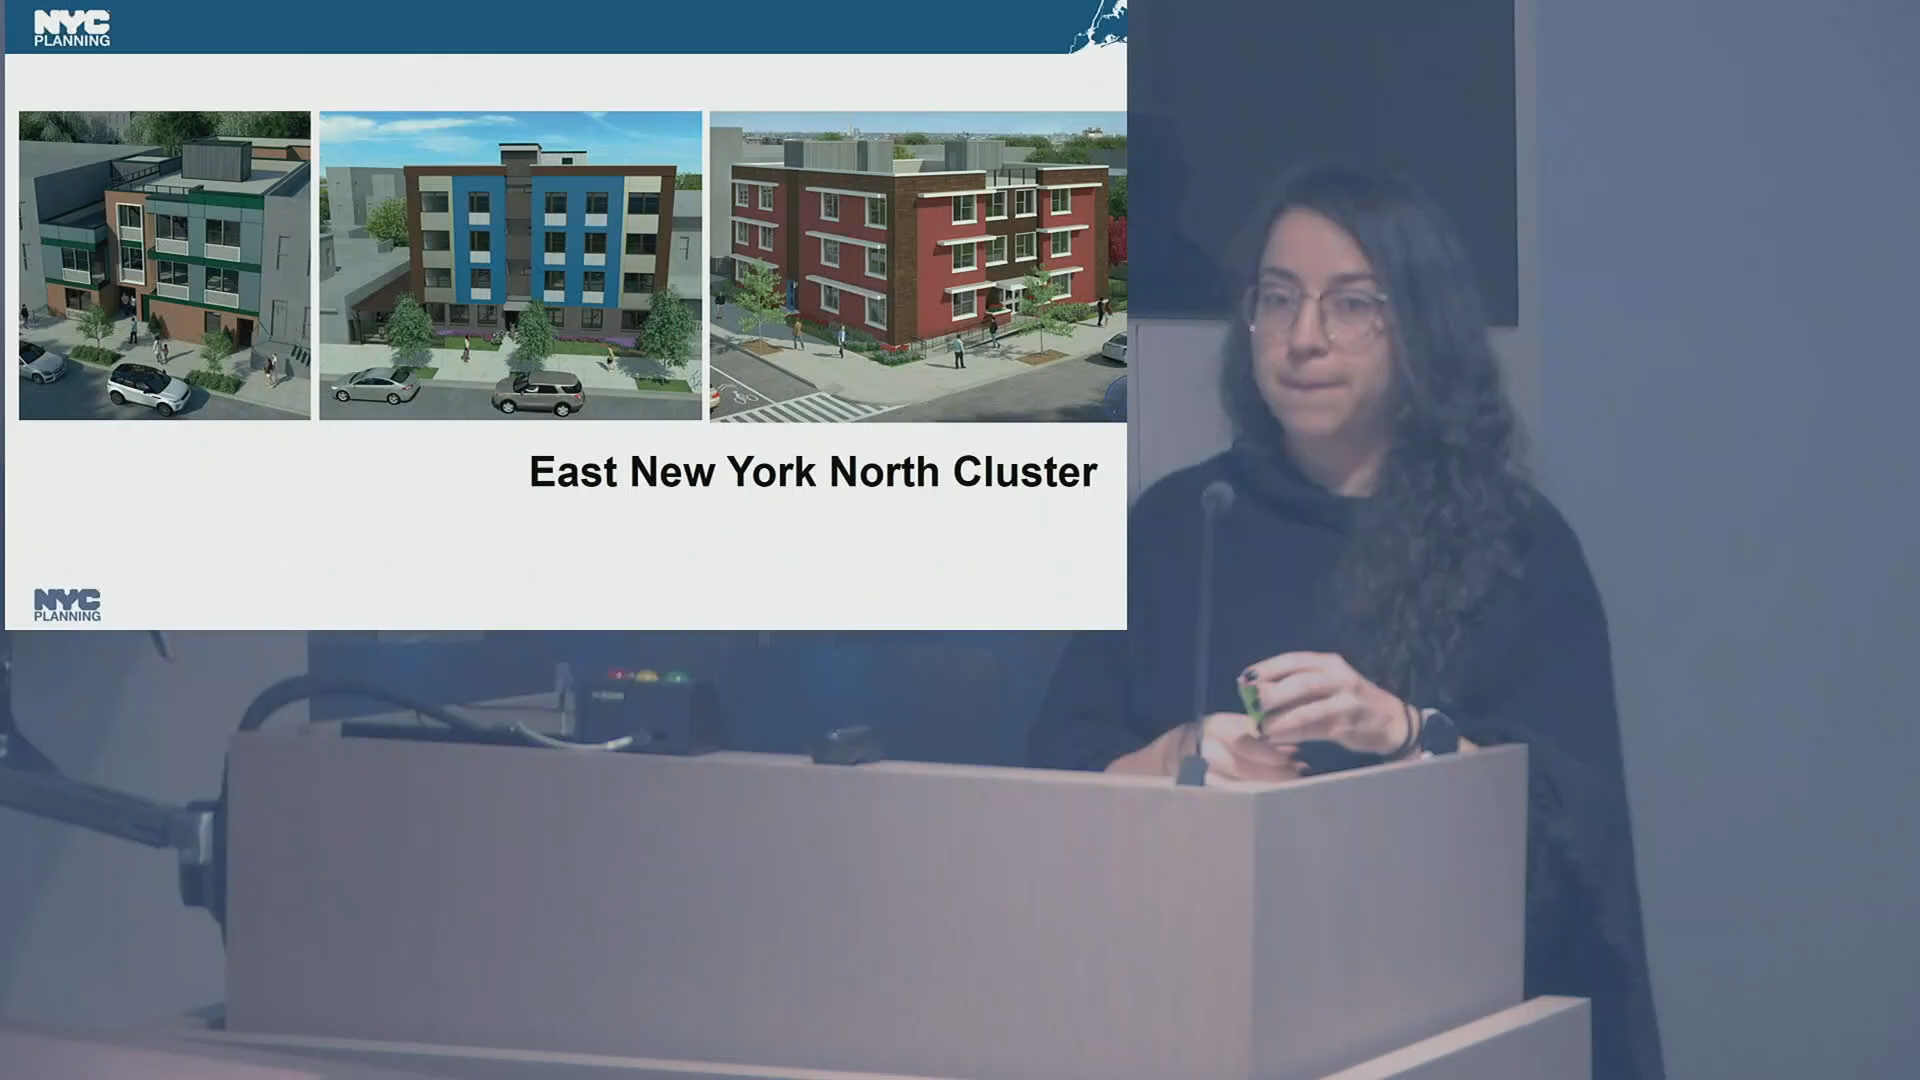 NYC
PLANNING
East New York North Cluster
NYC
PLANNING